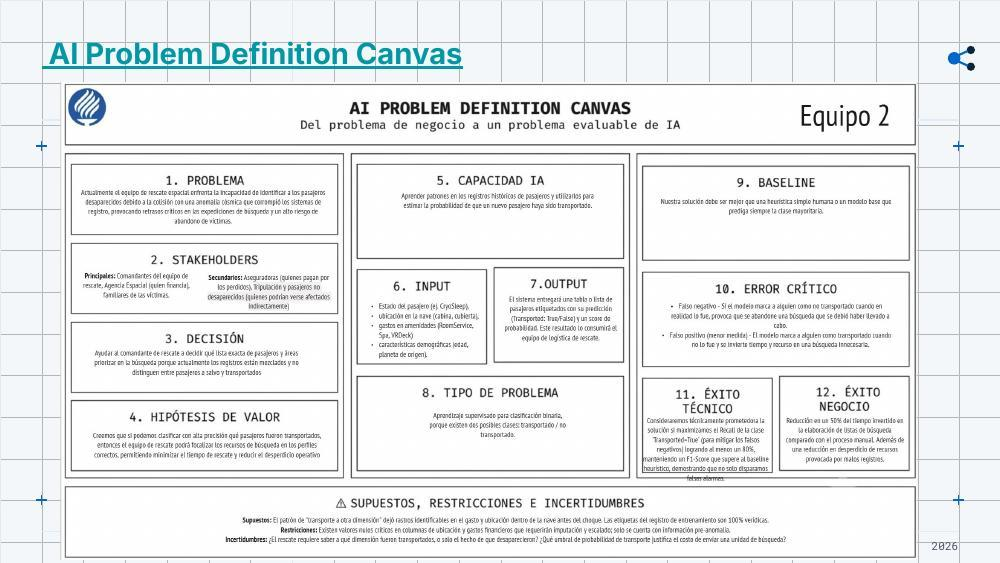 AI Problem Definition Canvas
AI PROBLEM DEFINITION CANVAS
Del problema de negocio a un problema evaluable de IA
Equipo 2
1. PROBLEMA
Actualmente el equipo de rescate espacial enfrenta la incapacidad de identificar a los pasajeros
desaparecidos debido a la colisión con una anomalía cósmica que corrompió los sistemas de
registro, provocando retrasos críticos en las expediciones de búsqueda y un alto riesgo de
abandono de víctimas.
2. STAKEHOLDERS
Principales: Comandantes del equipo de
rescate, Agencia Espacial (quien financia),
familiares de las víctimas.
Secundarios: Aseguradoras (quienes pagan por
los perdidos), Tripulación y pasajeros no
desaparecidos (quienes podrían verse afectados
indirectamente)
3. DECISIÓN
Ayudar al comandante de rescate a decidir qué lista exacta de pasajeros y áreas
priorizar en la búsqueda porque actualmente los registros están mezclados y no
distinguen entre pasajeros a salvo y transportados
4. HIPÓTESIS DE VALOR
Creemos que si podemos clasificar con alta precisión qué pasajeros fueron transportados,
entonces el equipo de rescate podrá focalizar los recursos de búsqueda en los perfiles
correctos, permitiendo minimizar el tiempo de rescate y reducir el desperdicio operativo
5. CAPACIDAD IA
Aprender patrones en los registros históricos de pasajeros y utilizarlos para
estimar la probabilidad de que un nuevo pasajero haya sido transportado.
6. INPUT
• Estado del pasajero (ej. CryoSleep),
• ubicación en la nave (cabina, cubierta),
• gastos en amenidades (RoomService,
Spa, VRDeck)
• características demográficas (edad,
planeta de origen).
7.OUTPUT
El sistema entregará una tabla o lista de
pasajeros etiquetados con su predicción
(Transported: True/False) y un score de
probabilidad. Este resultado lo consumirá el
equipo de logística de rescate.
8. TIPO DE PROBLEMA
Aprendizaje supervisado para clasificación binaria,
porque existen dos posibles clases: transportado / no
transportado.
9. BASELINE
Nuestra solución debe ser mejor que una heurística simple humana o un modelo base que
prediga siempre la clase mayoritaria.
10. ERROR CRÍTICO
• Falso negativo - Si el modelo marca a alguien como no transportado cuando en
realidad lo fue, provoca que se abandone una búsqueda que se debió haber llevado a
cabo.
• Falso positivo (menor medida) - El modelo marca a alguien como transportado cuando
no lo fue y se invierte tiempo y recurso en una búsqueda innecesaria.
11. ÉXITO
TÉCNICO
Consideraremos técnicamente prometedora la
solución si maximizamos el Recall de la clase
'Transported=True' (para mitigar los falsos
negativos) logrando al menos un 80%,
manteniendo un F1-Score que supere al baseline
heurístico, demostrando que no solo disparamos
falsas alarmas.
12. ÉXITO
NEGOCIO
Reducción en un 50% del tiempo invertido en
la elaboración de listas de búsqueda
comparado con el proceso manual. Además de
una reducción en desperdicio de recursos
provocada por malos registros.
⚠ SUPUESTOS, RESTRICCIONES E INCERTIDUMBRES
Supuestos: El patrón de "transporte a otra dimensión" dejó rastros identificables en el gasto y ubicación dentro de la nave antes del choque. Las etiquetas del registro de entrenamiento son 100% verídicas.
Restricciones: Existen valores nulos críticos en columnas de ubicación y gastos financieros que requerirán imputación y escalado; solo se cuenta con información pre-anomalía.
Incertidumbres: ¿El rescate requiere saber a qué dimensión fueron transportados, o solo el hecho de que desaparecieron? ¿Qué umbral de probabilidad de transporte justifica el costo de enviar una unidad de búsqueda?
2026